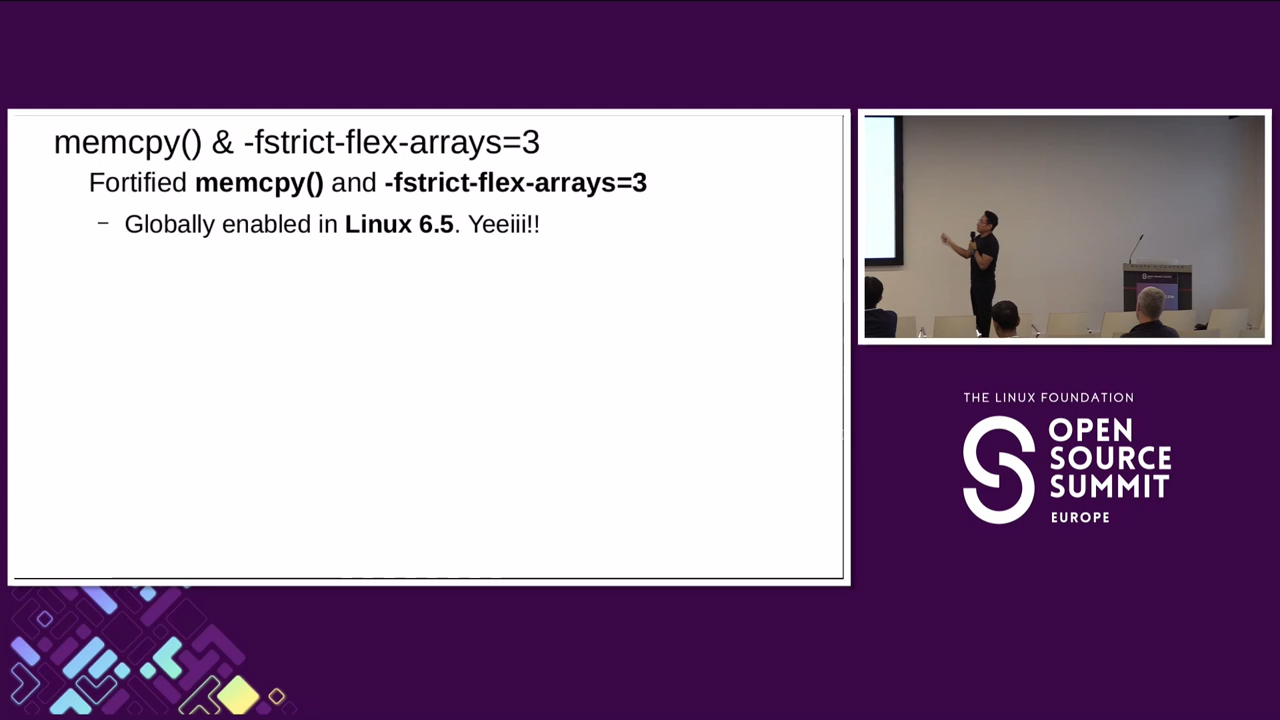 memcpy() & -fstrict-flex-arrays=3
Fortified memcpy() and -fstrict-flex-arrays=3
– Globally enabled in Linux 6.5. Yeeiii!!
THE LINUX FOUNDATION
OPEN
SOURCE
SUMMIT
EUROPE